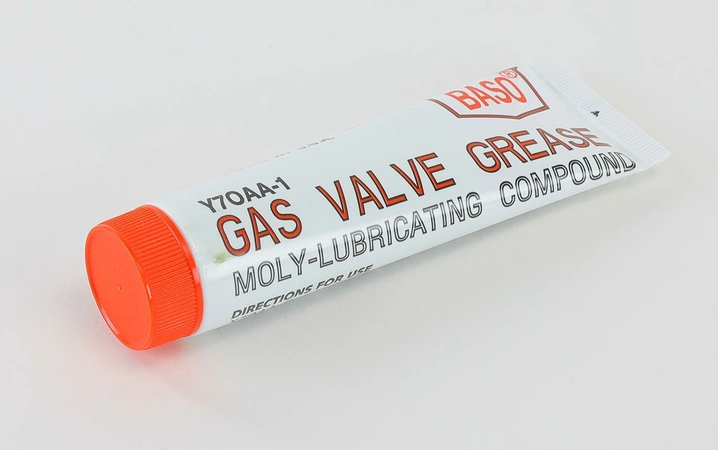 BASO®
Y70AA-1
GAS VALVE GREASE
MOLY-LUBRICATING COMPOUND
DIRECTIONS FOR USE